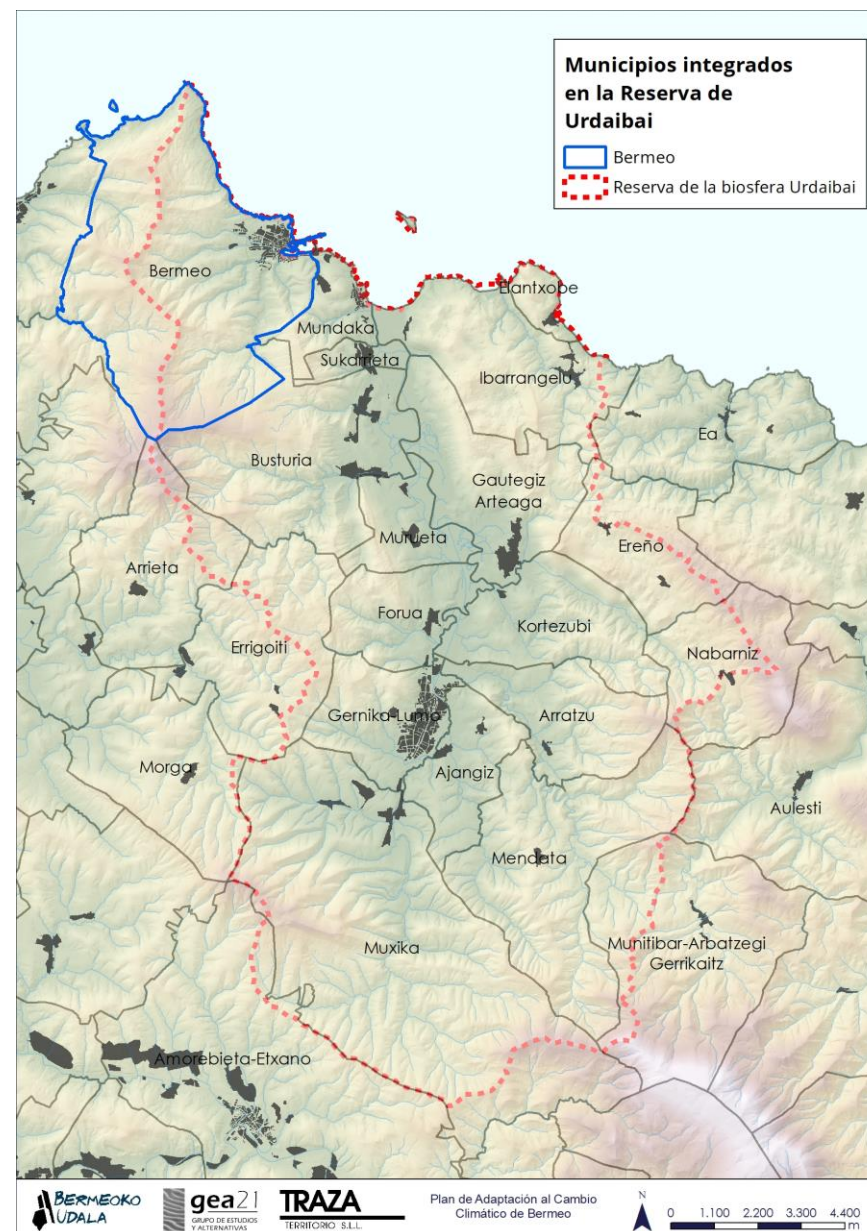 Municipios integrados
en la Reserva de
Urdaibai
Bermeo
Reserva de la biosfera Urdaibai
Bermeo
Elantxobe
Mundaka
Sukarrieta
Ibarrangelu
Ea
Busturia
Gautegiz
Arteaga
Murueta
Ereño
Arrieta
Forua
Kortezubi
Errigoiti
Nabarniz
Gernika-Lumo
Arratzu
Morga
Ajangiz
Aulesti
Mendata
Muxika
Munitibar-Arbatzegi
Gerrikaitz
Amorebieta-Etxano
BERMEOKO
UDALA
gea21
GRUPO DE ESTUDIOS
Y ALTERNATIVAS
TRAZA
TERRITORIO S.L.L.
Plan de Adaptación al Cambio
Climático de Bermeo
N
0 1.100 2.200 3.300 4.400
m